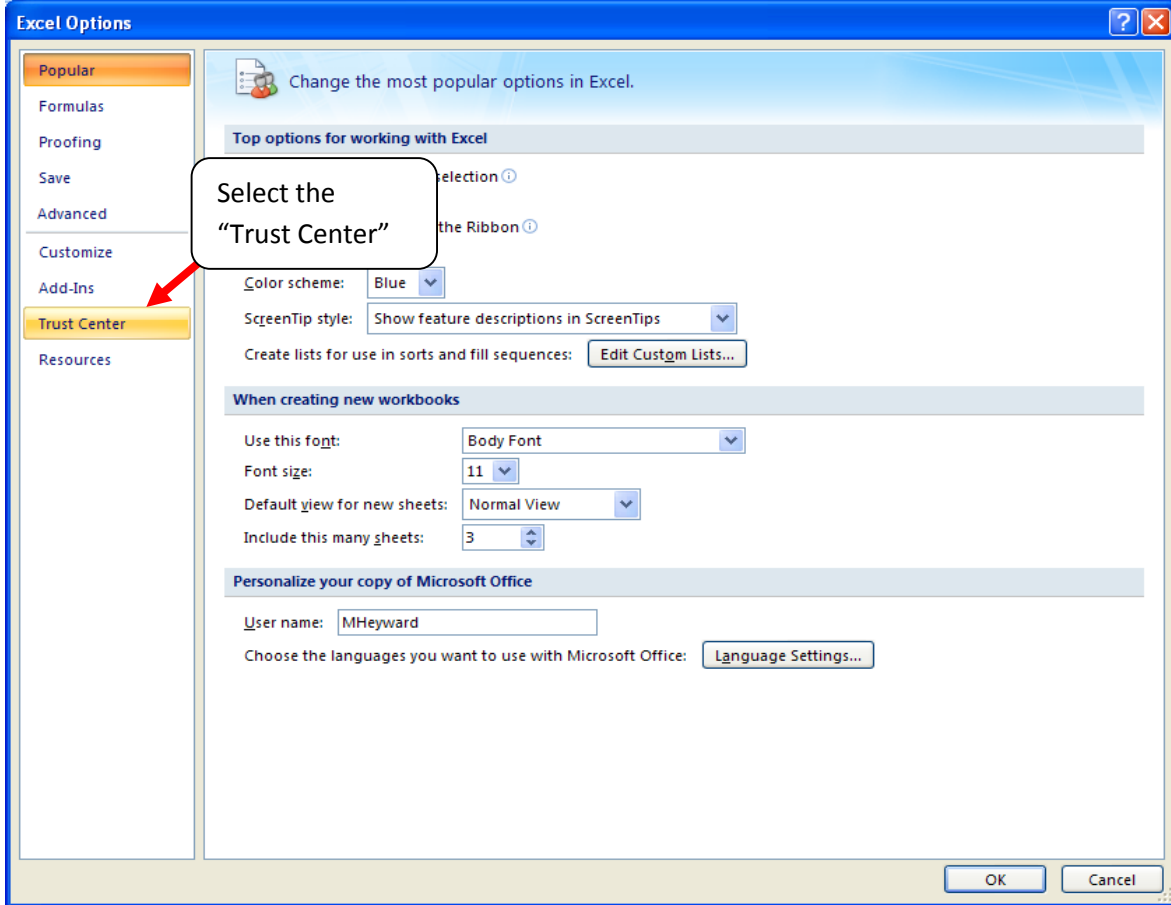 Excel Options
Popular
Formulas
Proofing
Save
Advanced
Customize
Add-Ins
Trust Center
Resources
Change the most popular options in Excel.
Top options for working with Excel
selection
Select the
“Trust Center”
the Ribbon
Color scheme: Blue
ScreenTip style: Show feature descriptions in ScreenTips
Create lists for use in sorts and fill sequences: Edit Custom Lists...
When creating new workbooks
Use this font: Body Font
Font size: 11
Default view for new sheets: Normal View
Include this many sheets: 3
Personalize your copy of Microsoft Office
User name: MHeyward
Choose the languages you want to use with Microsoft Office: Language Settings...
OK Cancel